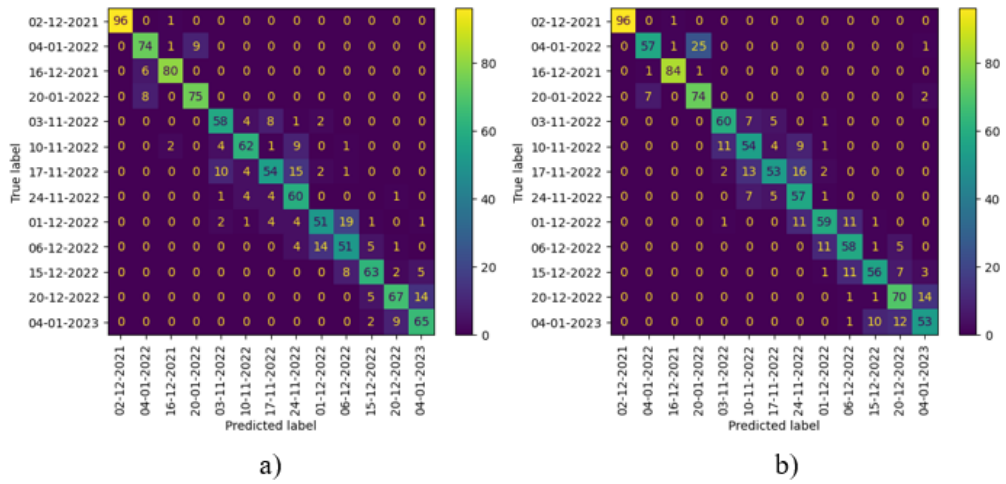 02-12-2021 96 0 1 0 0 0 0 0 0 0 0 0 0
04-01-2022 0 74 1 9 0 0 0 0 0 0 0 0 0
16-12-2021 0 6 80 0 0 0 0 0 0 0 0 0 0
20-01-2022 0 8 0 75 0 0 0 0 0 0 0 0 0
03-11-2022 0 0 0 0 58 4 8 1 2 0 0 0 0
10-11-2022 0 0 2 0 4 62 1 9 0 1 0 0 0
17-11-2022 0 0 0 0 10 4 54 15 2 1 0 0 0
24-11-2022 0 0 0 0 1 4 4 60 0 0 0 1 0
01-12-2022 0 0 0 0 2 1 4 4 51 19 1 0 1
06-12-2022 0 0 0 0 0 0 0 4 14 51 5 1 0
15-12-2022 0 0 0 0 0 0 0 0 0 8 63 2 5
20-12-2022 0 0 0 0 0 0 0 0 0 0 5 67 14
04-01-2023 0 0 0 0 0 0 0 0 0 0 2 9 65
True label
02-12-2021 04-01-2022 16-12-2021 20-01-2022 03-11-2022 10-11-2022 17-11-2022 24-11-2022 01-12-2022 06-12-2022 15-12-2022 20-12-2022 04-01-2023
Predicted label
80
60
40
20
0
a)
02-12-2021 96 0 1 0 0 0 0 0 0 0 0 0 0
04-01-2022 0 57 1 25 0 0 0 0 0 0 0 0 1
16-12-2021 0 1 84 1 0 0 0 0 0 0 0 0 0
20-01-2022 0 7 0 74 0 0 0 0 0 0 0 0 2
03-11-2022 0 0 0 0 60 7 5 0 1 0 0 0 0
10-11-2022 0 0 0 0 11 54 4 9 1 0 0 0 0
17-11-2022 0 0 0 0 2 13 53 16 2 0 0 0 0
24-11-2022 0 0 0 0 0 7 5 57 1 0 0 0 0
01-12-2022 0 0 0 0 1 0 0 11 59 11 1 0 0
06-12-2022 0 0 0 0 0 0 0 0 11 58 1 5 0
15-12-2022 0 0 0 0 0 0 0 0 1 11 56 7 3
20-12-2022 0 0 0 0 0 0 0 0 0 1 1 70 14
04-01-2023 0 0 0 0 0 0 0 0 0 1 10 12 53
True label
02-12-2021 04-01-2022 16-12-2021 20-01-2022 03-11-2022 10-11-2022 17-11-2022 24-11-2022 01-12-2022 06-12-2022 15-12-2022 20-12-2022 04-01-2023
Predicted label
80
60
40
20
0
b)